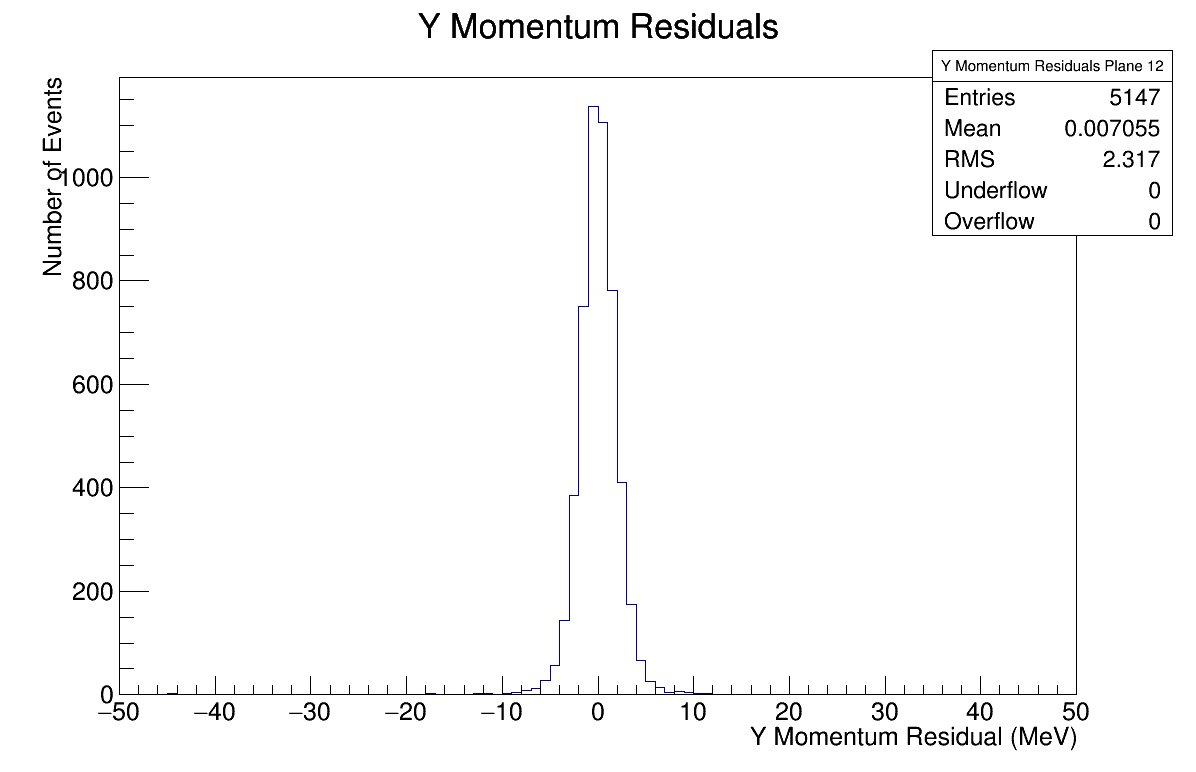 Y Momentum Residuals
Y Momentum Residuals Plane 12
Entries 5147
Mean 0.007055
RMS 2.317
Underflow 0
Overflow 0
Number of Events
1000
800
600
400
200
0
−50 −40 −30 −20 −10 0 10 20 30 40 50
Y Momentum Residual (MeV)